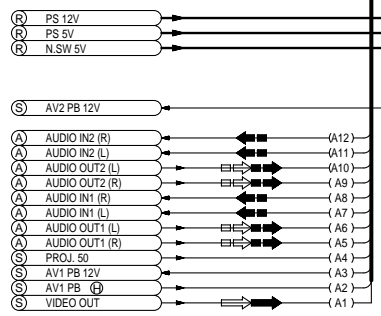 R PS 12V
R PS 5V
R N.SW 5V
S AV2 PB 12V
A AUDIO IN2 (R) (A12)
A AUDIO IN2 (L) (A11)
A AUDIO OUT2 (L) (A10)
A AUDIO OUT2 (R) (A9)
A AUDIO IN1 (R) (A8)
A AUDIO IN1 (L) (A7)
A AUDIO OUT1 (L) (A6)
A AUDIO OUT1 (R) (A5)
S PROJ. 50 (A4)
S AV1 PB 12V (A3)
S AV1 PB H (A2)
S VIDEO OUT (A1)